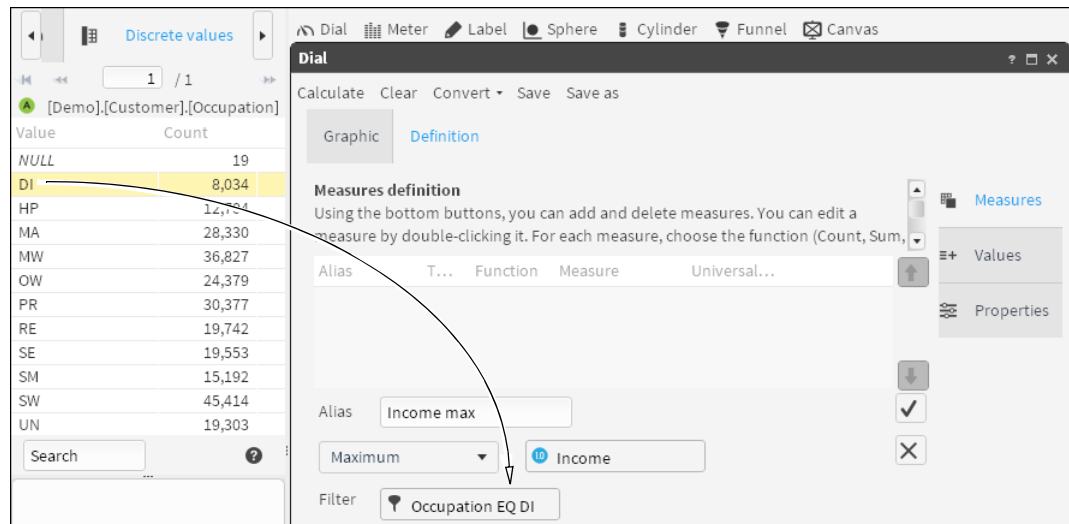 Discrete values
1 / 1
[Demo].[Customer].[Occupation]
Value Count
NULL 19
DI 8,034
HP 12,784
MA 28,330
MW 36,827
OW 24,379
PR 30,377
RE 19,742
SE 19,553
SM 15,192
SW 45,414
UN 19,303
Search
Dial Meter Label Sphere Cylinder Funnel Canvas
Dial
Calculate Clear Convert Save Save as
Graphic Definition
Measures definition
Using the bottom buttons, you can add and delete measures. You can edit a
measure by double-clicking it. For each measure, choose the function (Count, Sum,
Alias T... Function Measure Universal...
Alias Income max
Maximum 1.0 Income
Filter Occupation EQ DI
Measures
Values
Properties